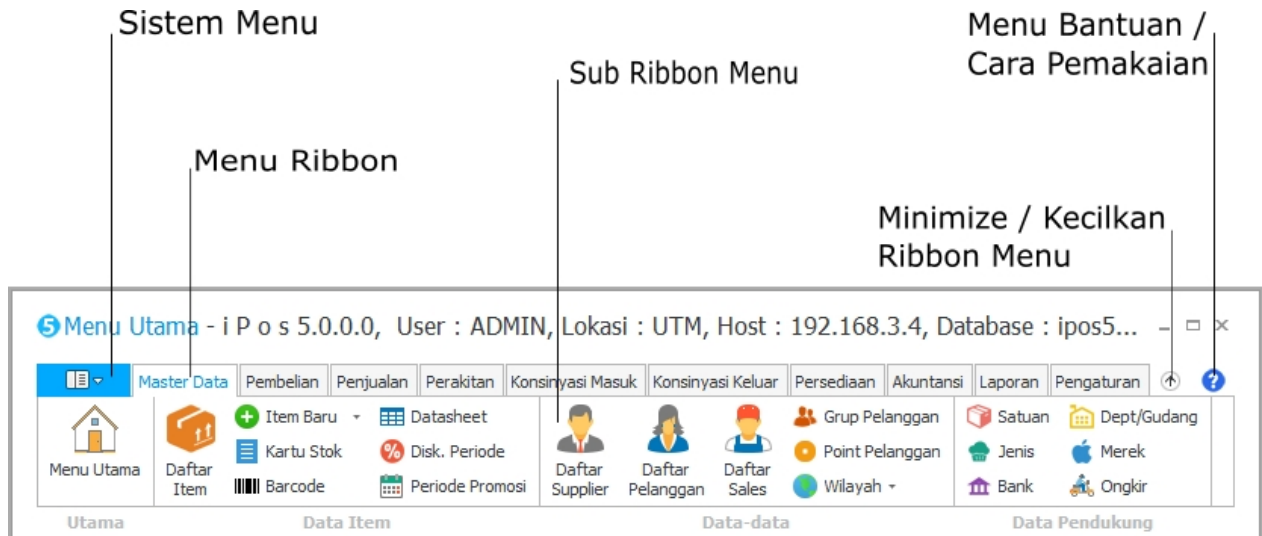 Sistem Menu
Menu Bantuan /
Cara Pemakaian
Sub Ribbon Menu
Menu Ribbon
Minimize / Kecilkan
Ribbon Menu
5 Menu Utama - i P o s 5.0.0.0, User : ADMIN, Lokasi : UTM, Host : 192.168.3.4, Database : ipos5...
Master Data Pembelian Penjualan Perakitan Konsinyasi Masuk Konsinyasi Keluar Persediaan Akuntansi Laporan Pengaturan ?
Menu Utama
Daftar
Item
Item Baru
Kartu Stok
Barcode
Datasheet
% Disk. Periode
Periode Promosi
Daftar
Supplier
Daftar
Pelanggan
Daftar
Sales
Grup Pelanggan
Point Pelanggan
Wilayah
Satuan
Jenis
Bank
Dept/Gudang
Merek
Ongkir
Utama Data Item Data-data Data Pendukung